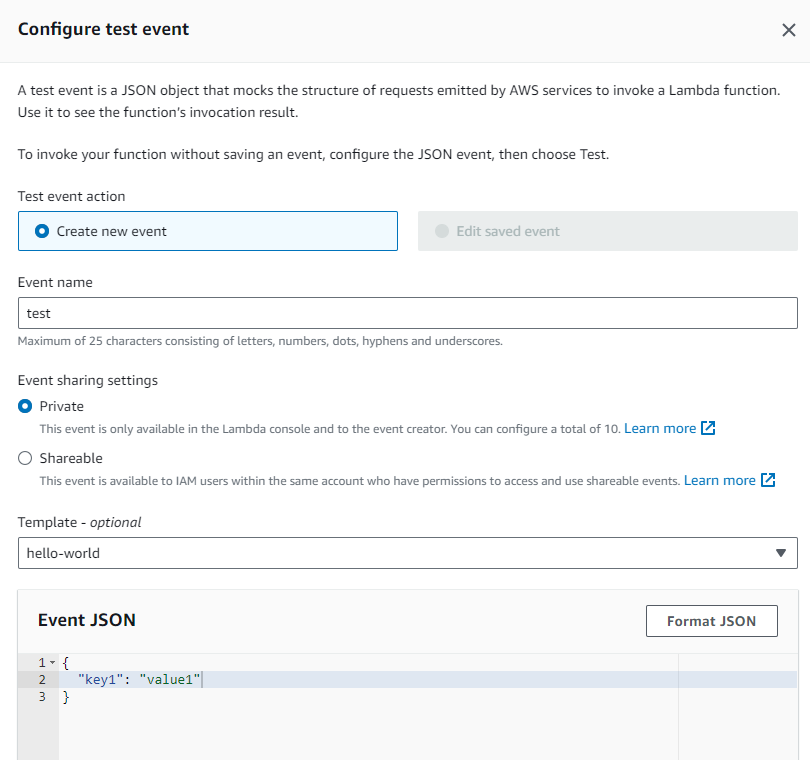 Configure test event
A test event is a JSON object that mocks the structure of requests emitted by AWS services to invoke a Lambda function.
Use it to see the function’s invocation result.
To invoke your function without saving an event, configure the JSON event, then choose Test.
Test event action
Create new event
Edit saved event
Event name
test
Maximum of 25 characters consisting of letters, numbers, dots, hyphens and underscores.
Event sharing settings
Private
This event is only available in the Lambda console and to the event creator. You can configure a total of 10. Learn more
Shareable
This event is available to IAM users within the same account who have permissions to access and use shareable events. Learn more
Template - optional
hello-world
Event JSON
Format JSON
1 {
2 "key1": "value1"
3 }